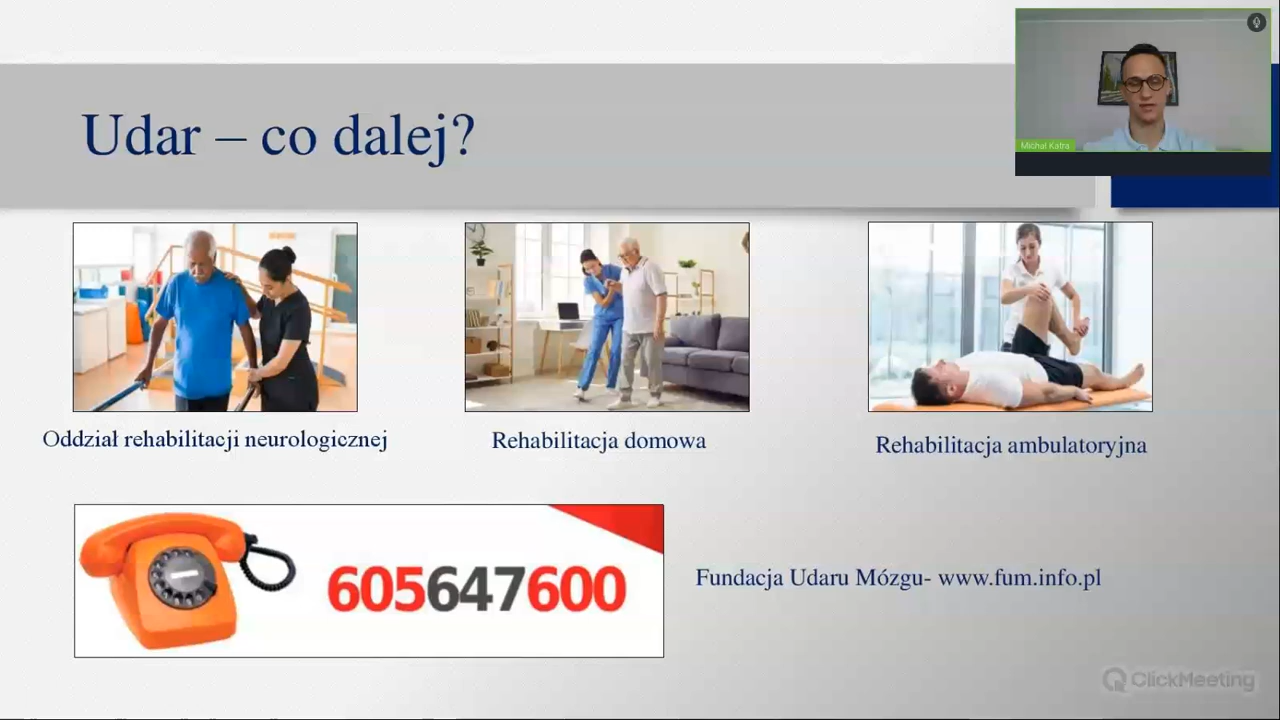 Michał Kafra
Udar – co dalej?
Oddział rehabilitacji neurologicznej
Rehabilitacja domowa
Rehabilitacja ambulatoryjna
605647600
Fundacja Udaru Mózgu- www.fum.info.pl
ClickMeeting